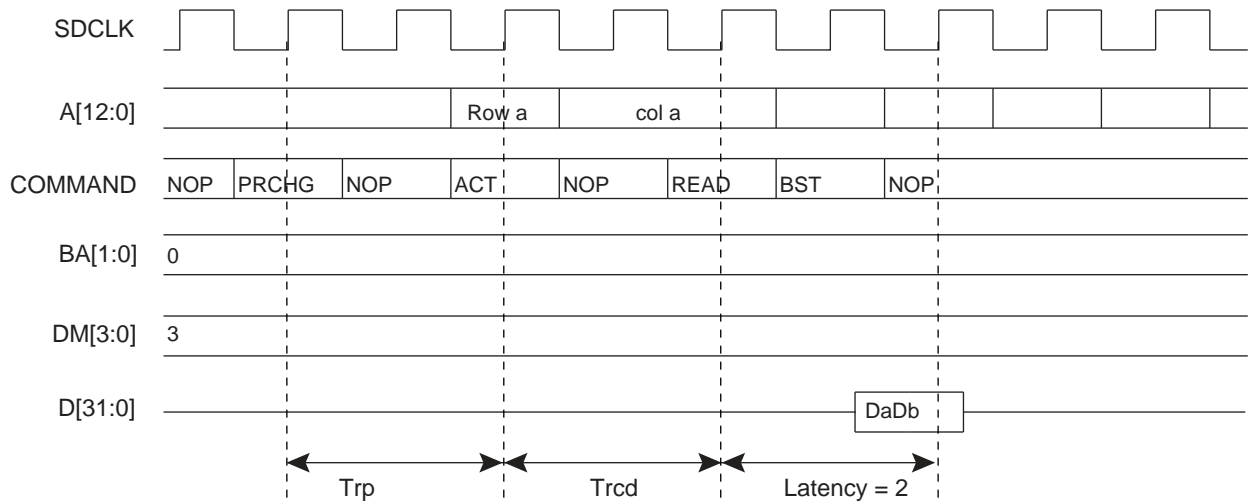 SDCLK
A[12:0] Row a col a
COMMAND NOP PRCHG NOP ACT NOP READ BST NOP
BA[1:0] 0
DM[3:0] 3
D[31:0] DaDb
Trp Trcd Latency = 2